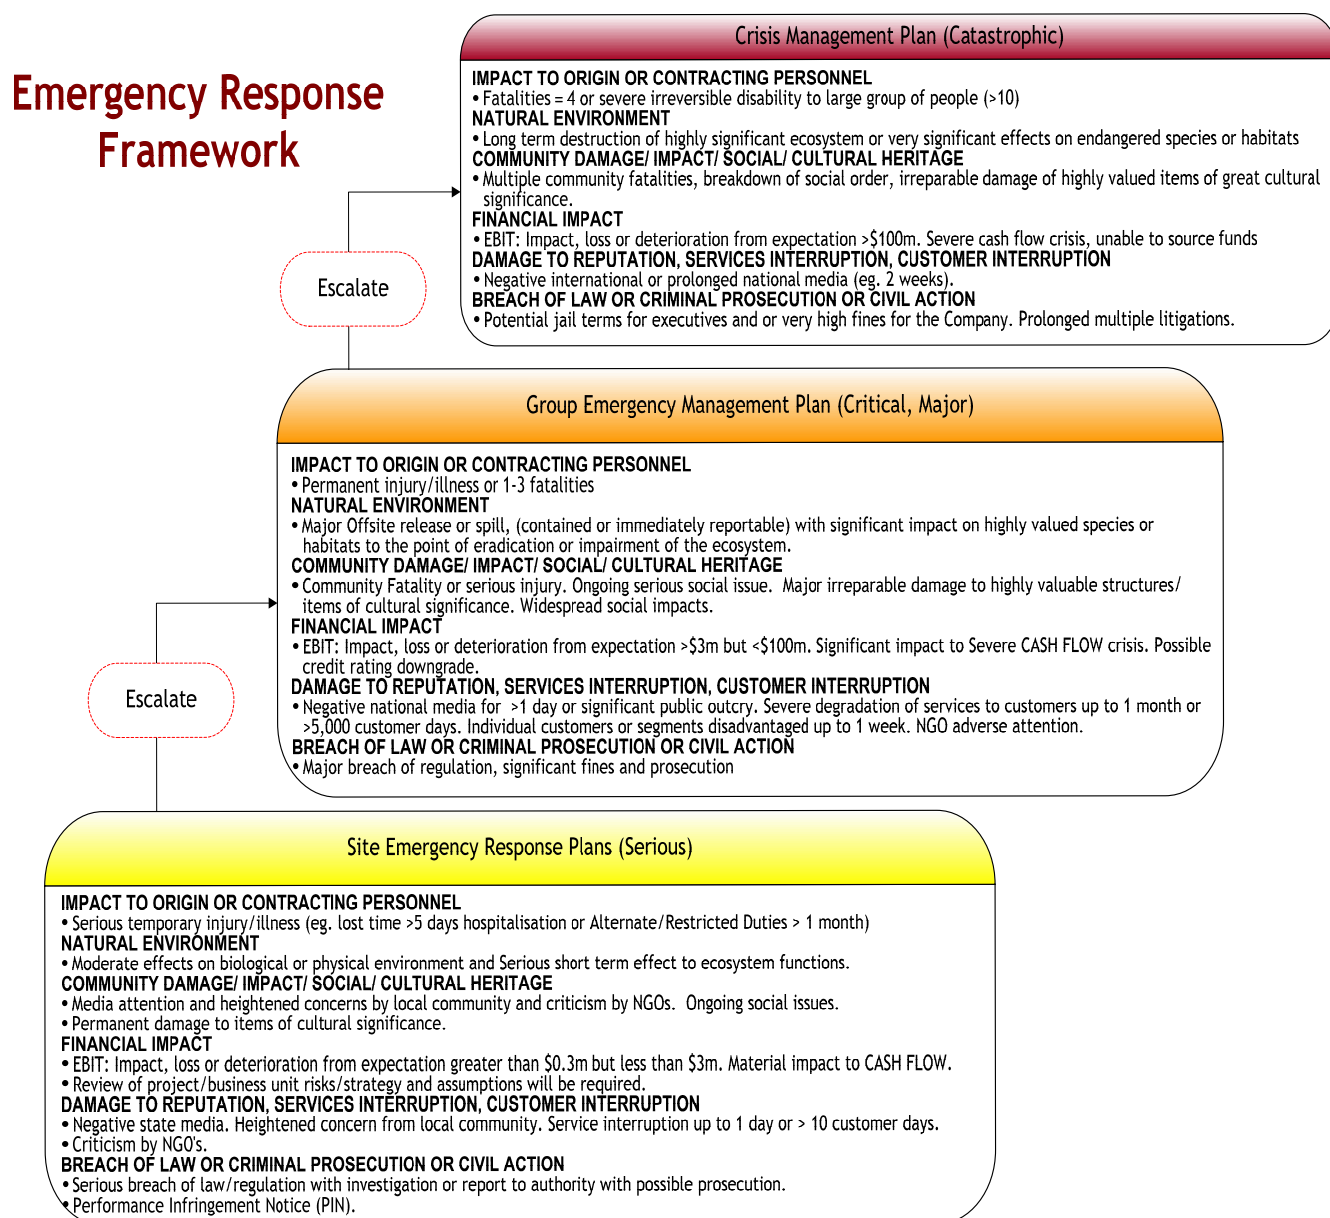 Emergency Response
Framework
Crisis Management Plan (Catastrophic)
IMPACT TO ORIGIN OR CONTRACTING PERSONNEL
• Fatalities = 4 or severe irreversible disability to large group of people (>10)
NATURAL ENVIRONMENT
• Long term destruction of highly significant ecosystem or very significant effects on endangered species or habitats
COMMUNITY DAMAGE/ IMPACT/ SOCIAL/ CULTURAL HERITAGE
• Multiple community fatalities, breakdown of social order, irreparable damage of highly valued items of great cultural
significance.
FINANCIAL IMPACT
• EBIT: Impact, loss or deterioration from expectation >$100m. Severe cash flow crisis, unable to source funds
DAMAGE TO REPUTATION, SERVICES INTERRUPTION, CUSTOMER INTERRUPTION
• Negative international or prolonged national media (eg. 2 weeks).
BREACH OF LAW OR CRIMINAL PROSECUTION OR CIVIL ACTION
• Potential jail terms for executives and or very high fines for the Company. Prolonged multiple litigations.
Escalate
Group Emergency Management Plan (Critical, Major)
IMPACT TO ORIGIN OR CONTRACTING PERSONNEL
• Permanent injury/illness or 1-3 fatalities
NATURAL ENVIRONMENT
• Major Offsite release or spill, (contained or immediately reportable) with significant impact on highly valued species or
habitats to the point of eradication or impairment of the ecosystem.
COMMUNITY DAMAGE/ IMPACT/ SOCIAL/ CULTURAL HERITAGE
• Community Fatality or serious injury. Ongoing serious social issue.  Major irreparable damage to highly valuable structures/
items of cultural significance. Widespread social impacts.
FINANCIAL IMPACT
• EBIT: Impact, loss or deterioration from expectation >$3m but <$100m. Significant impact to Severe CASH FLOW crisis. Possible
credit rating downgrade.
DAMAGE TO REPUTATION, SERVICES INTERRUPTION, CUSTOMER INTERRUPTION
• Negative national media for  >1 day or significant public outcry. Severe degradation of services to customers up to 1 month or
>5,000 customer days. Individual customers or segments disadvantaged up to 1 week. NGO adverse attention.
BREACH OF LAW OR CRIMINAL PROSECUTION OR CIVIL ACTION
• Major breach of regulation, significant fines and prosecution
Escalate
Site Emergency Response Plans (Serious)
IMPACT TO ORIGIN OR CONTRACTING PERSONNEL
• Serious temporary injury/illness (eg. lost time >5 days hospitalisation or Alternate/Restricted Duties > 1 month)
NATURAL ENVIRONMENT
• Moderate effects on biological or physical environment and Serious short term effect to ecosystem functions.
COMMUNITY DAMAGE/ IMPACT/ SOCIAL/ CULTURAL HERITAGE
• Media attention and heightened concerns by local community and criticism by NGOs.  Ongoing social issues.
• Permanent damage to items of cultural significance.
FINANCIAL IMPACT
• EBIT: Impact, loss or deterioration from expectation greater than $0.3m but less than $3m. Material impact to CASH FLOW.
• Review of project/business unit risks/strategy and assumptions will be required.
DAMAGE TO REPUTATION, SERVICES INTERRUPTION, CUSTOMER INTERRUPTION
• Negative state media. Heightened concern from local community. Service interruption up to 1 day or > 10 customer days.
• Criticism by NGO's.
BREACH OF LAW OR CRIMINAL PROSECUTION OR CIVIL ACTION
• Serious breach of law/regulation with investigation or report to authority with possible prosecution.
• Performance Infringement Notice (PIN).